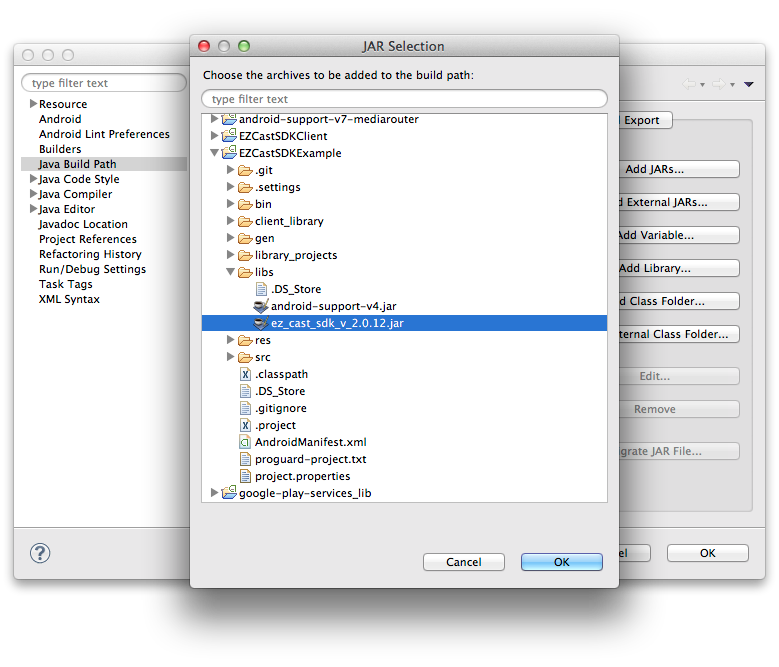 JAR Selection
Choose the archives to be added to the build path:
type filter text
android-support-v7-mediarouter
EZCastSDKClient
EZCastSDKExample
.git
.settings
bin
client_library
gen
library_projects
libs
.DS_Store
android-support-v4.jar
ez_cast_sdk_v_2.0.12.jar
res
src
.classpath
.DS_Store
.gitignore
.project
AndroidManifest.xml
proguard-project.txt
project.properties
google-play-services_lib
Cancel
OK
type filter text
Resource
Android
Android Lint Preferences
Builders
Java Build Path
Java Code Style
Java Compiler
Java Editor
Javadoc Location
Project References
Refactoring History
Run/Debug Settings
Task Tags
XML Syntax
?
Export
Add JARs...
External JARs...
Add Variable...
Add Library...
Class Folder...
Class Folder...
Edit...
Remove
JAR File...
OK